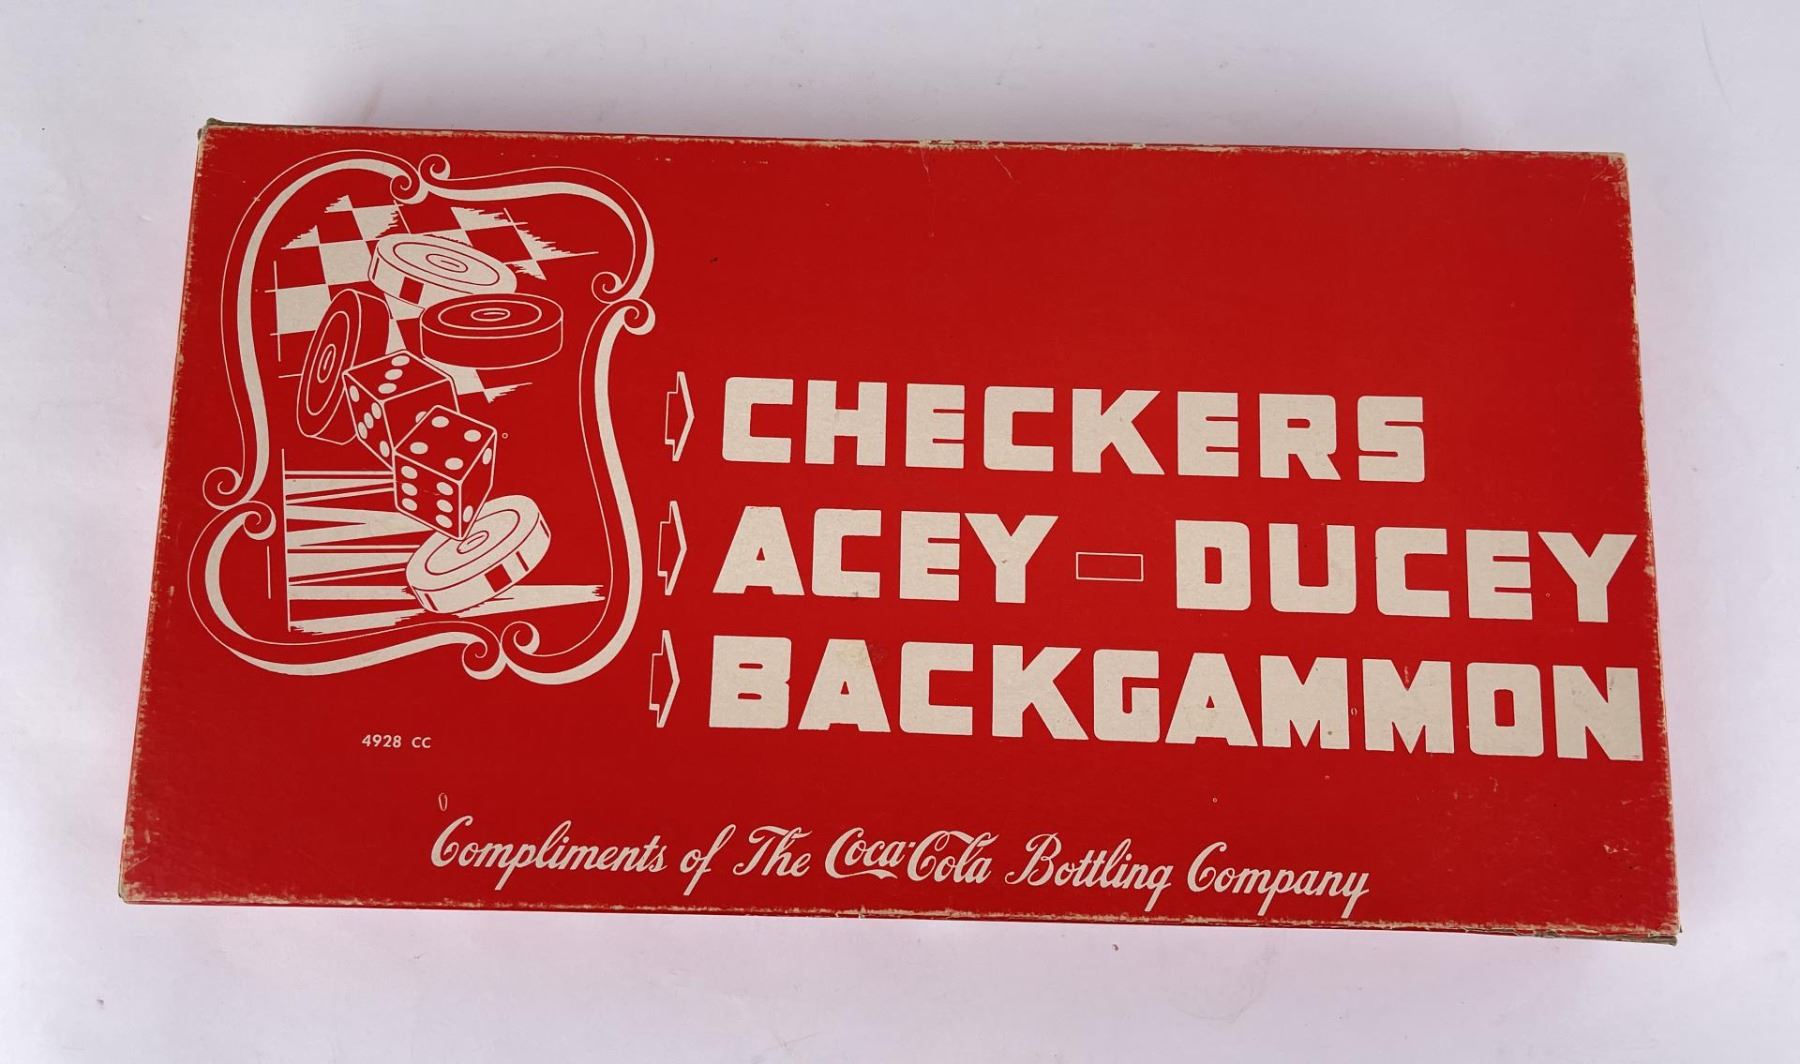 CHECKERS
ACEY-DUCEY
BACKGAMMON
4928 CC
Compliments of The Coca-Cola Bottling Company